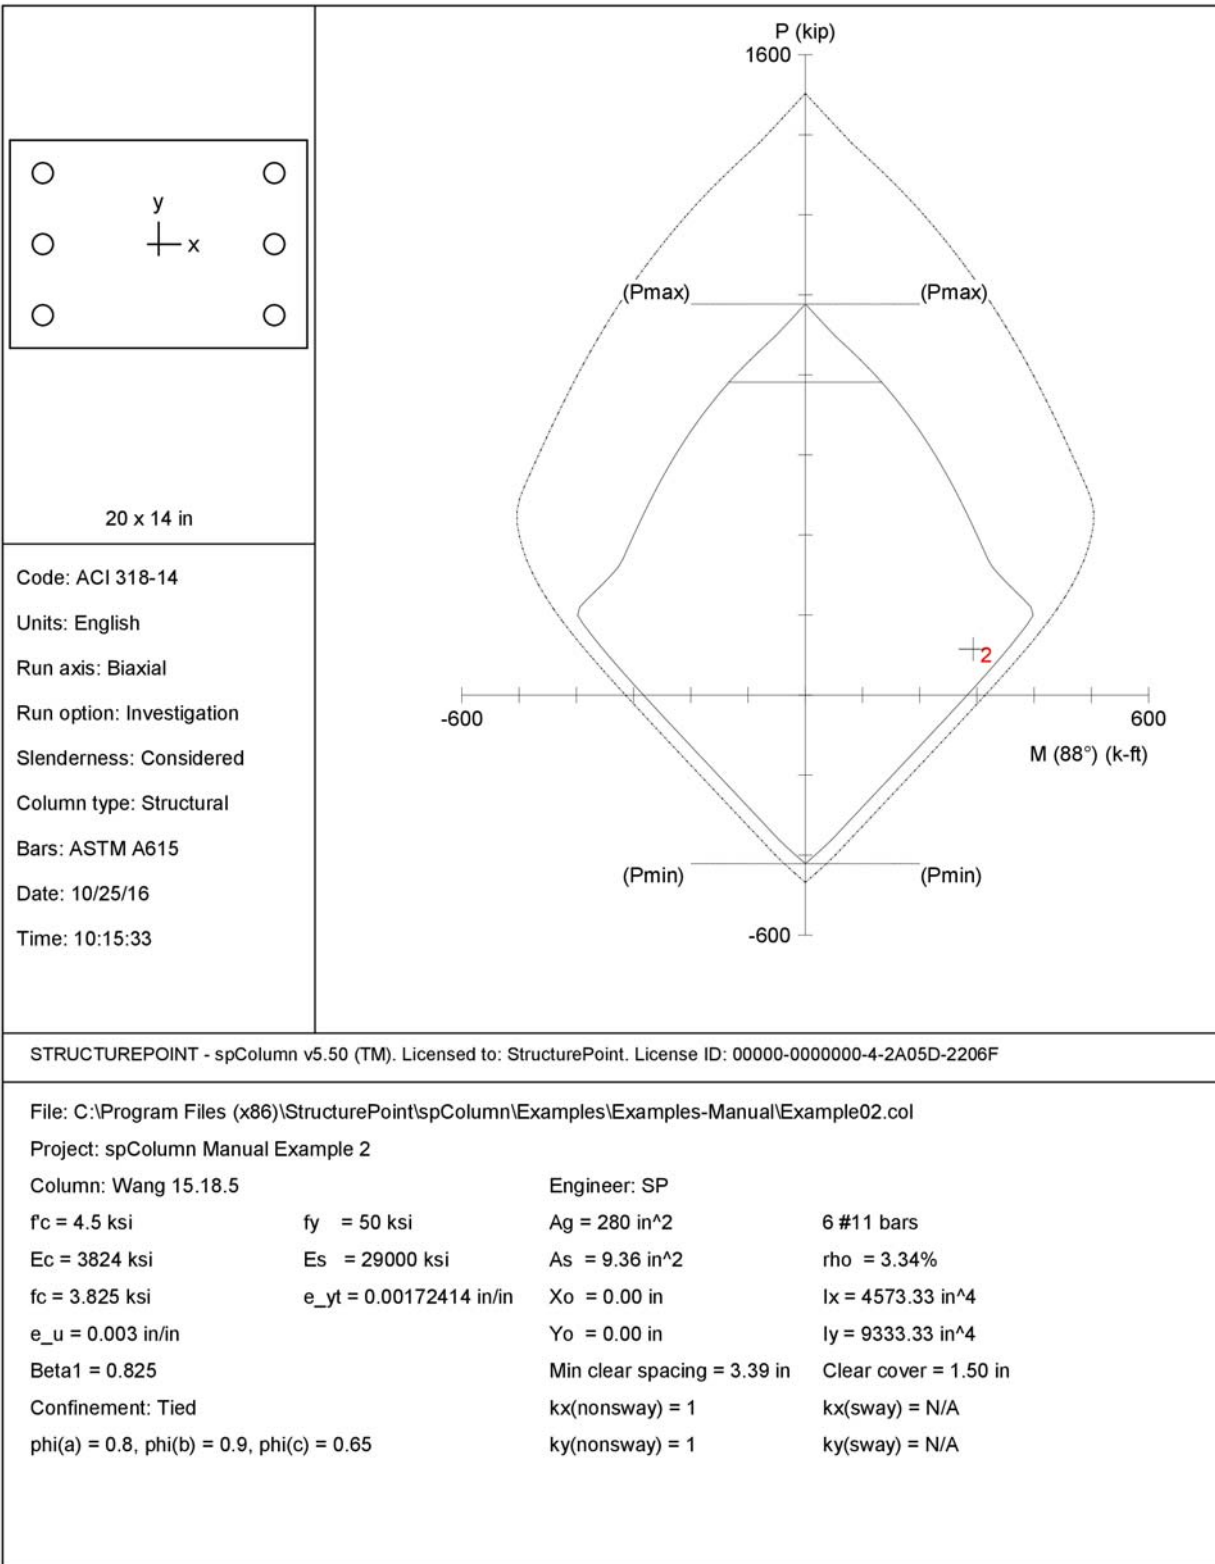 y
x
20 x 14 in
Code: ACI 318-14
Units: English
Run axis: Biaxial
Run option: Investigation
Slenderness: Considered
Column type: Structural
Bars: ASTM A615
Date: 10/25/16
Time: 10:15:33
P (kip)
1600
(Pmax) (Pmax)
2
-600 600
M (88°) (k-ft)
(Pmin) (Pmin)
-600
STRUCTUREPOINT - spColumn v5.50 (TM). Licensed to: StructurePoint. License ID: 00000-0000000-4-2A05D-2206F
File: C:\Program Files (x86)\StructurePoint\spColumn\Examples\Examples-Manual\Example02.col
Project: spColumn Manual Example 2
Column: Wang 15.18.5 Engineer: SP
f'c = 4.5 ksi fy = 50 ksi Ag = 280 in^2 6 #11 bars
Ec = 3824 ksi Es = 29000 ksi As = 9.36 in^2 rho = 3.34%
fc = 3.825 ksi e_yt = 0.00172414 in/in Xo = 0.00 in Ix = 4573.33 in^4
e_u = 0.003 in/in Yo = 0.00 in Iy = 9333.33 in^4
Beta1 = 0.825 Min clear spacing = 3.39 in Clear cover = 1.50 in
Confinement: Tied kx(nonsway) = 1 kx(sway) = N/A
phi(a) = 0.8, phi(b) = 0.9, phi(c) = 0.65 ky(nonsway) = 1 ky(sway) = N/A